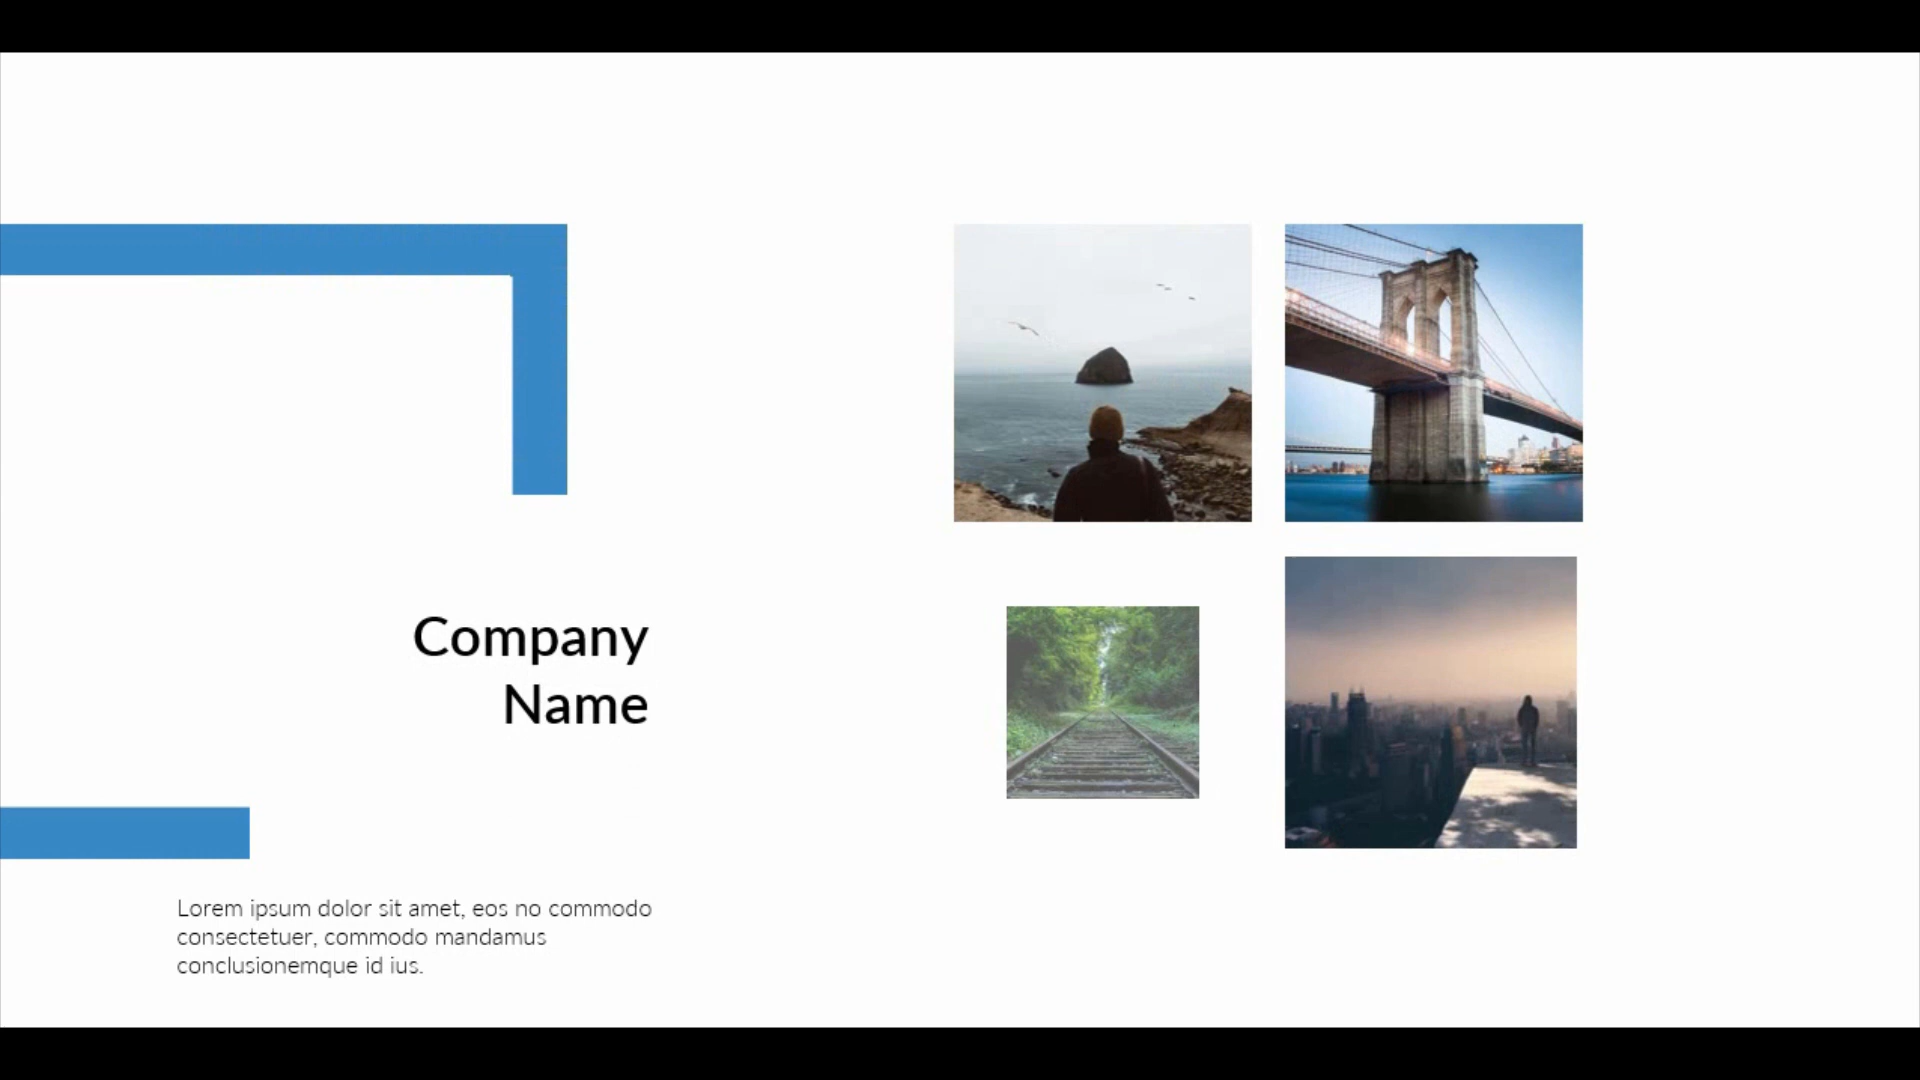 Company
Name
Lorem ipsum dolor sit amet, eos no commodo
consectetuer, commodo mandamus
conclusionemque id ius.